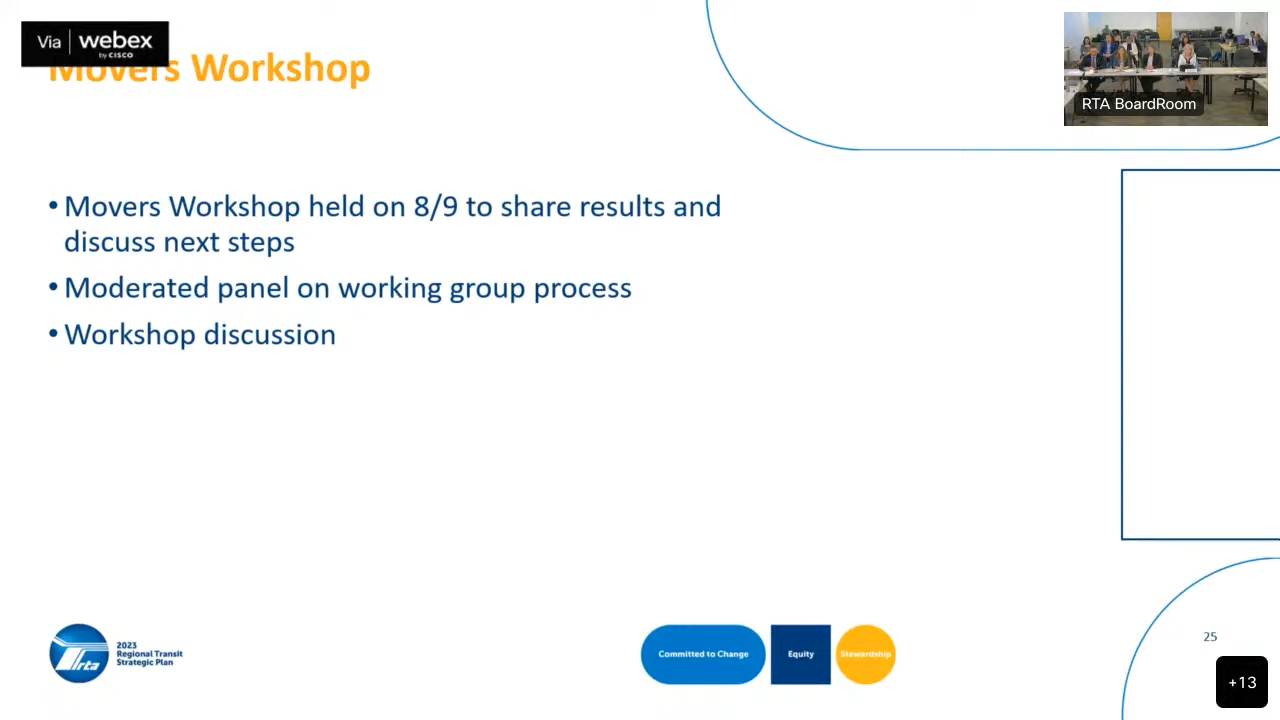 Via webex
by CISCO
Movers Workshop
RTA BoardRoom
• Movers Workshop held on 8/9 to share results and
discuss next steps
• Moderated panel on working group process
• Workshop discussion
rta
2023
Regional Transit
Strategic Plan
Committed to Change
Equity
Stewardship
25
+13